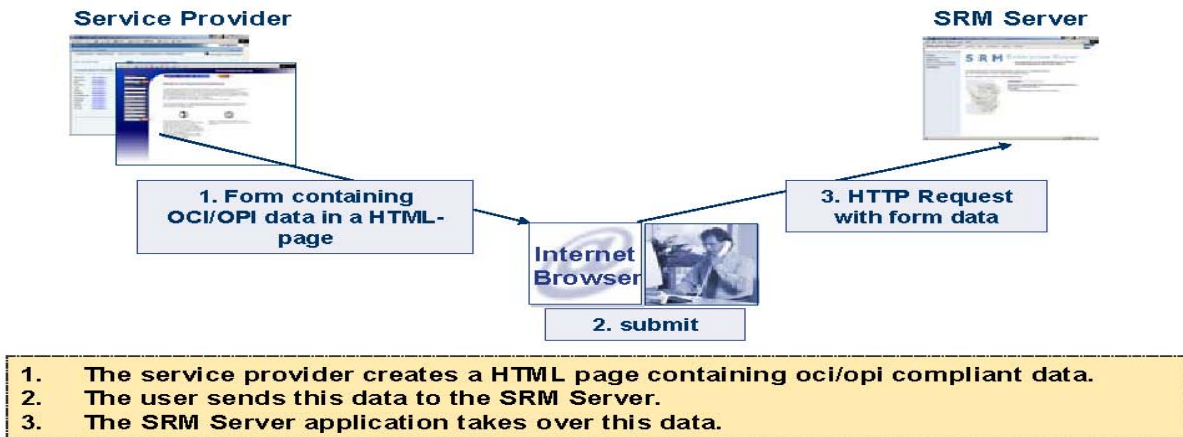 Service Provider
SRM Server
S R M
1. Form containing
OCI/OPI data in a HTML-
page
3. HTTP Request
with form data
Internet
Browser
2. submit
1. The service provider creates a HTML page containing oci/opi compliant data.
2. The user sends this data to the SRM Server.
3. The SRM Server application takes over this data.